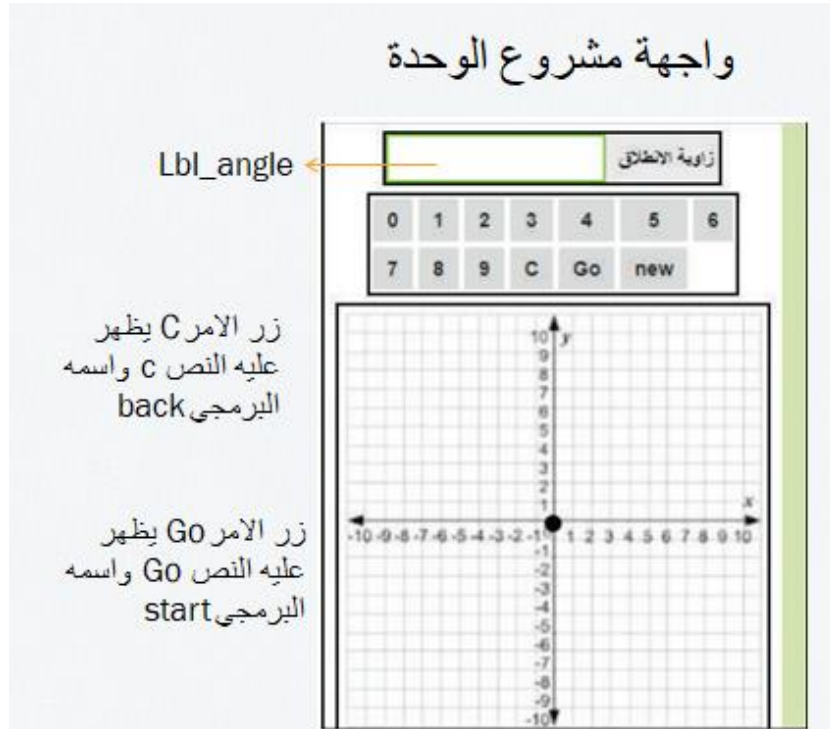 واجهة مشروع الوحدة
Lbl_angle
زاوية الانطلاق
0 1 2 3 4 5 6
7 8 9 C Go new
زر الامر C يظهر
عليه النص c واسمه
البرمجي back
زر الامر Go يظهر
عليه النص Go واسمه
البرمجي start
10 y
9
8
7
6
5
4
3
2
1
x
-10 -9 -8 -7 -6 -5 -4 -3 -2 -1 1 2 3 4 5 6 7 8 9 10
-1
-2
-3
-4
-5
-6
-7
-8
-9
-10